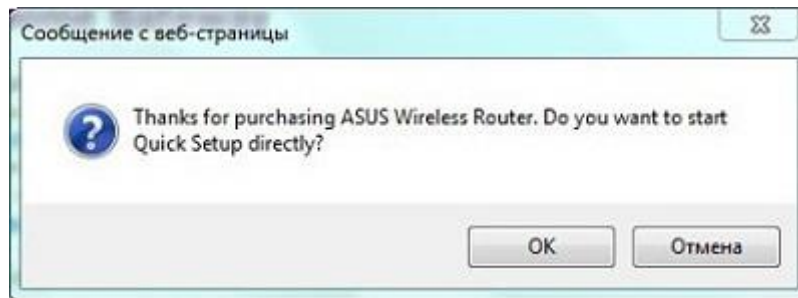 Сообщение с веб-страницы
Thanks for purchasing ASUS Wireless Router. Do you want to start
Quick Setup directly?
OK
Отмена